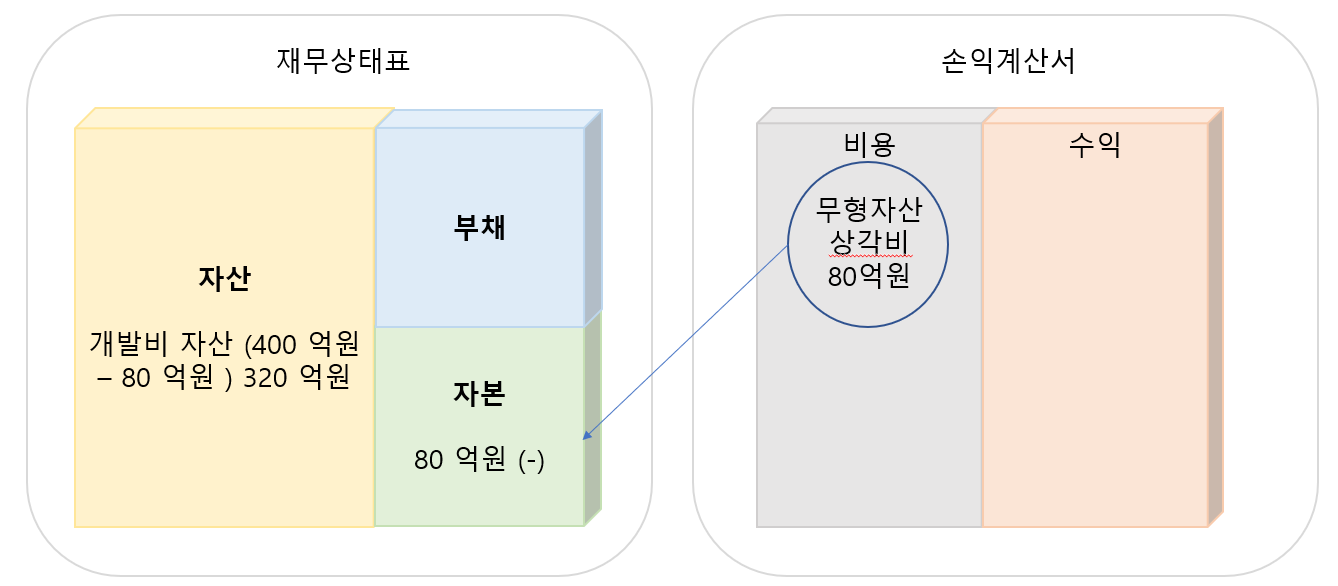 재무상태표
자산
개발비 자산 (400 억원
– 80 억원 ) 320 억원
부채
자본
80 억원 (-)
손익계산서
비용
무형자산
상각비
80억원
수익